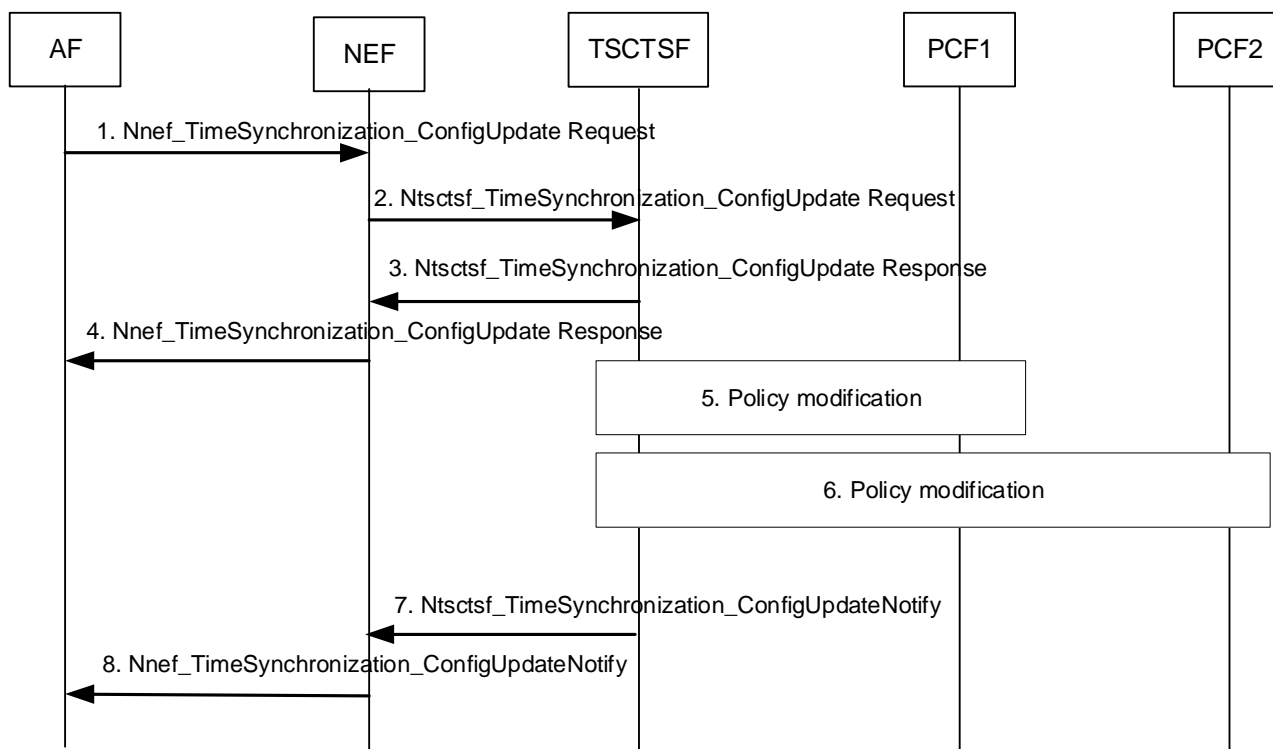 AF
NEF
TSCTSF
PCF1
PCF2
1. Nnef_TimeSynchronization_ConfigUpdate Request
2. Ntsctsf_TimeSynchronization_ConfigUpdate Request
3. Ntsctsf_TimeSynchronization_ConfigUpdate Response
4. Nnef_TimeSynchronization_ConfigUpdate Response
5. Policy modification
6. Policy modification
7. Ntsctsf_TimeSynchronization_ConfigUpdateNotify
8. Nnef_TimeSynchronization_ConfigUpdateNotify